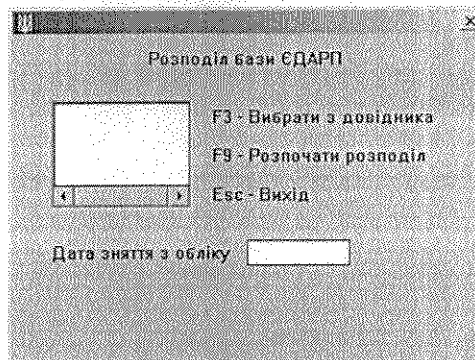 Розподіл бази ЄДАРП
F3 - Вибрати з довідника
F9 - Розпочати розподіл
Esc - Вихід
Дата зняття з обліку